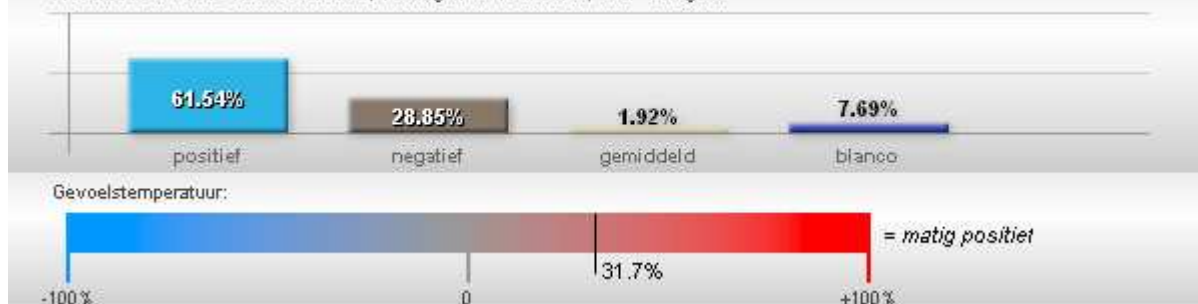 61.54% 28.85% 1.92% 7.69%
positief negatief gemiddeld blanco
Gevoelstemperatuur:
= matig positief
31.7%
-100% 0 +100%